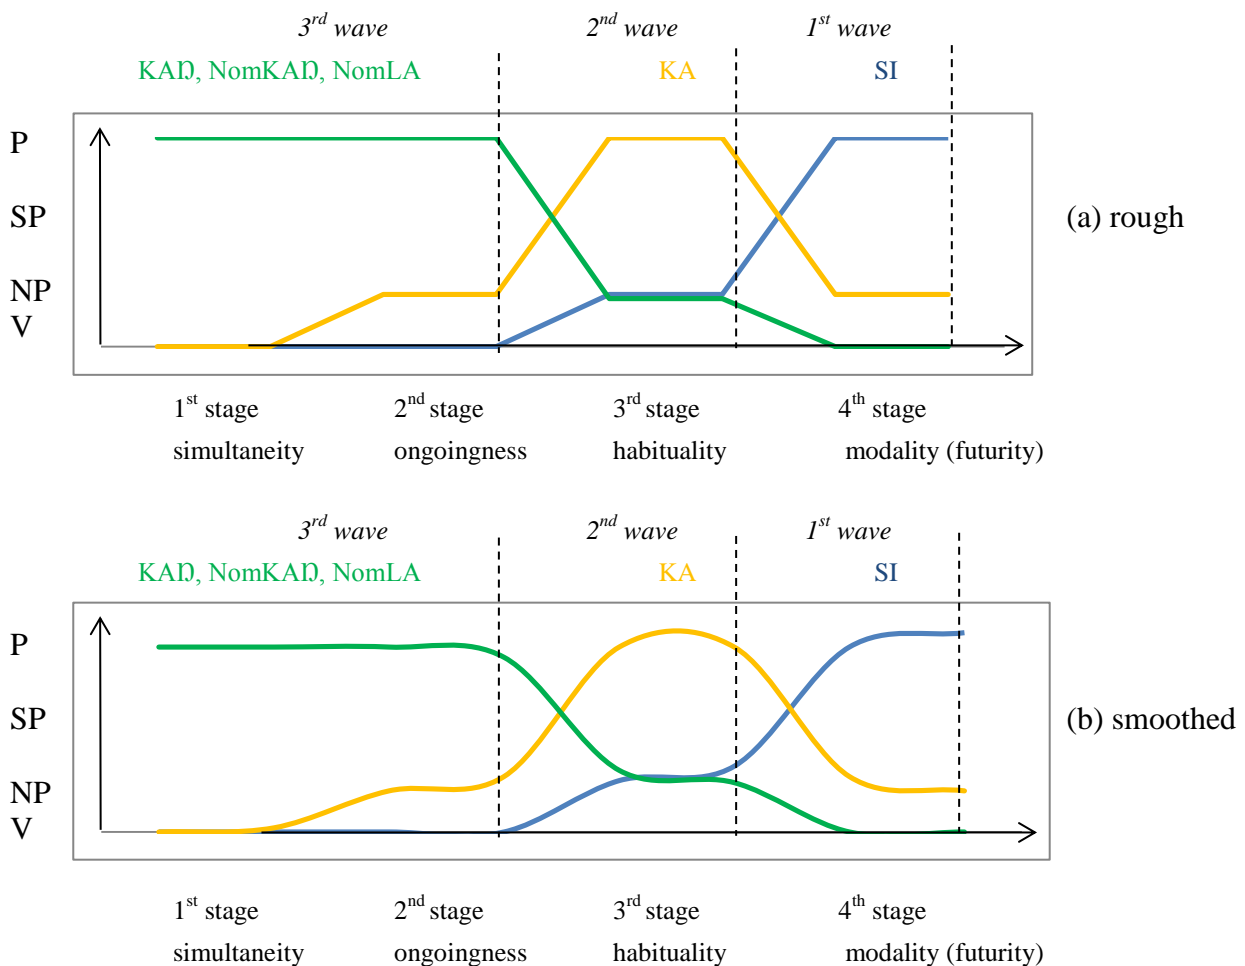 3rd wave 2nd wave 1st wave
KAŊ, NomKAŊ, NomLA KA SI
P
SP
NP
V
(a) rough
1st stage 2nd stage 3rd stage 4th stage
simultaneity ongoingness habituality modality (futurity)
3rd wave 2nd wave 1st wave
KAŊ, NomKAŊ, NomLA KA SI
P
SP
NP
V
(b) smoothed
1st stage 2nd stage 3rd stage 4th stage
simultaneity ongoingness habituality modality (futurity)